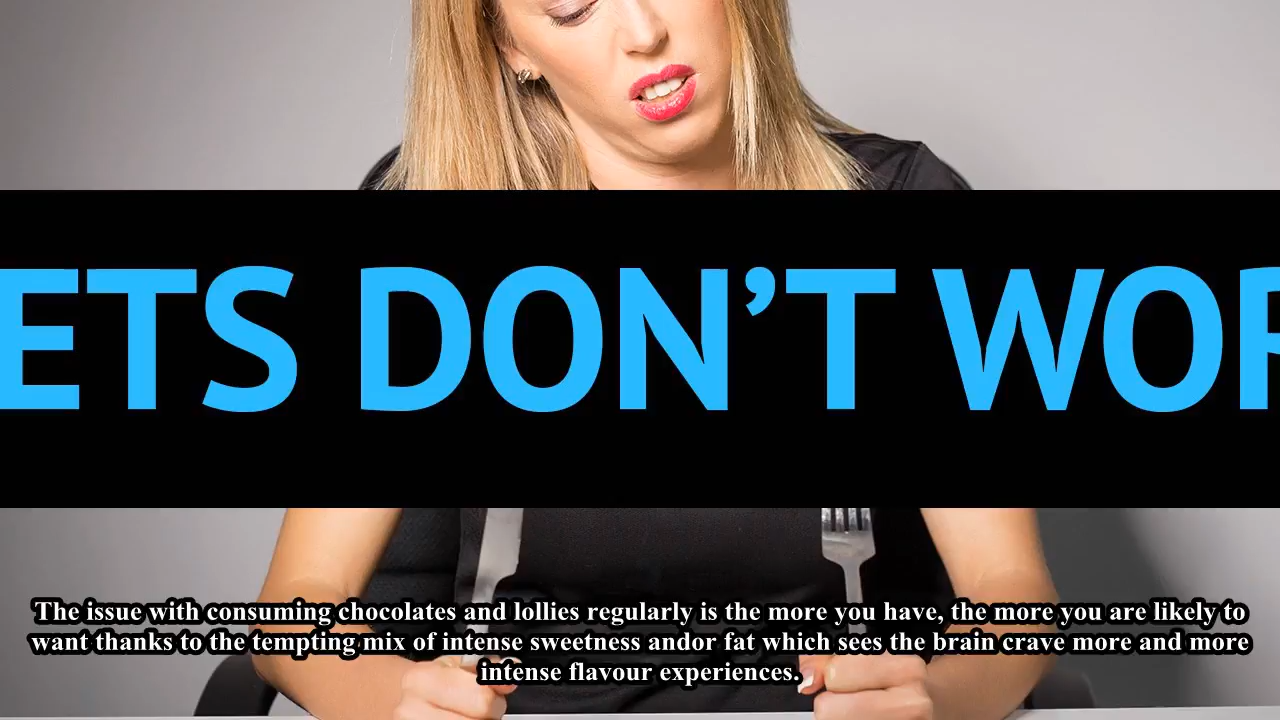 ETS DON’T WOR
The issue with consuming chocolates and lollies regularly is the more you have, the more you are likely to
want thanks to the tempting mix of intense sweetness andor fat which sees the brain crave more and more
intense flavour experiences.